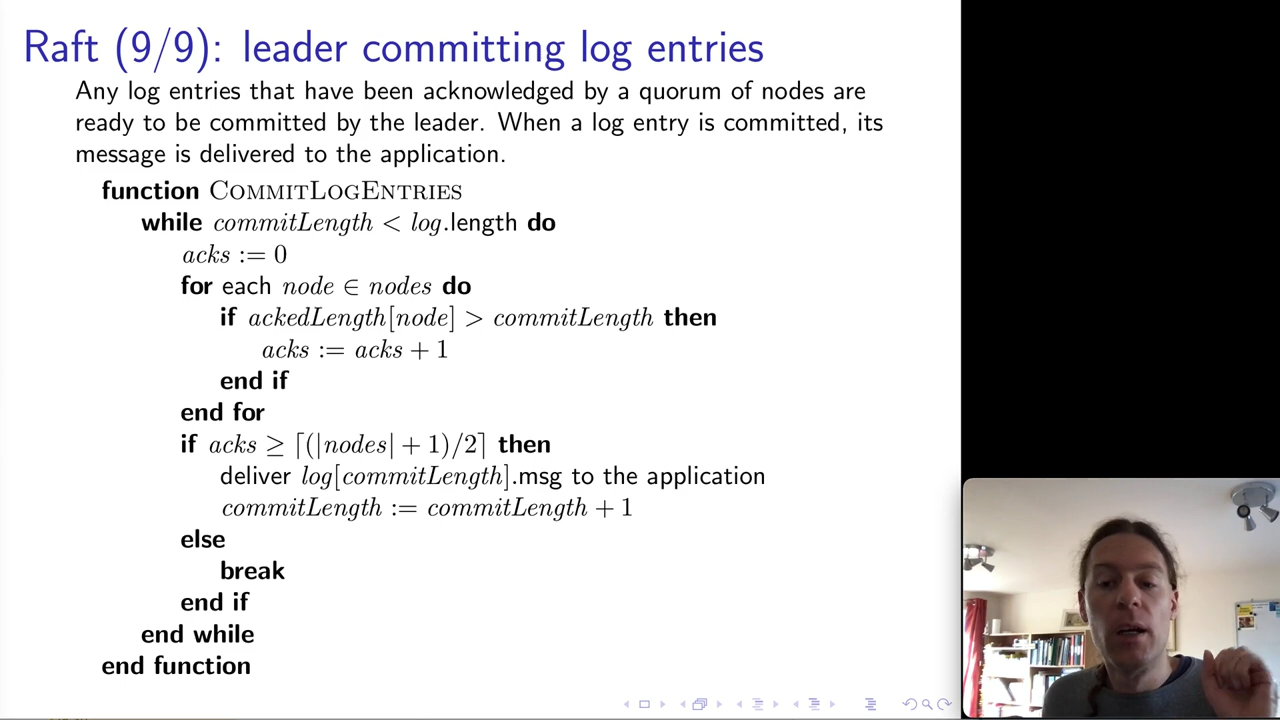 Raft (9/9): leader committing log entries
Any log entries that have been acknowledged by a quorum of nodes are
ready to be committed by the leader. When a log entry is committed, its
message is delivered to the application.
function CommitLogEntries
while commitLength < log.length do
acks := 0
for each node ∈ nodes do
if ackedLength[node] > commitLength then
acks := acks + 1
end if
end for
if acks ≥ ⌈(|nodes| + 1)/2⌉ then
deliver log[commitLength].msg to the application
commitLength := commitLength + 1
else
break
end if
end while
end function